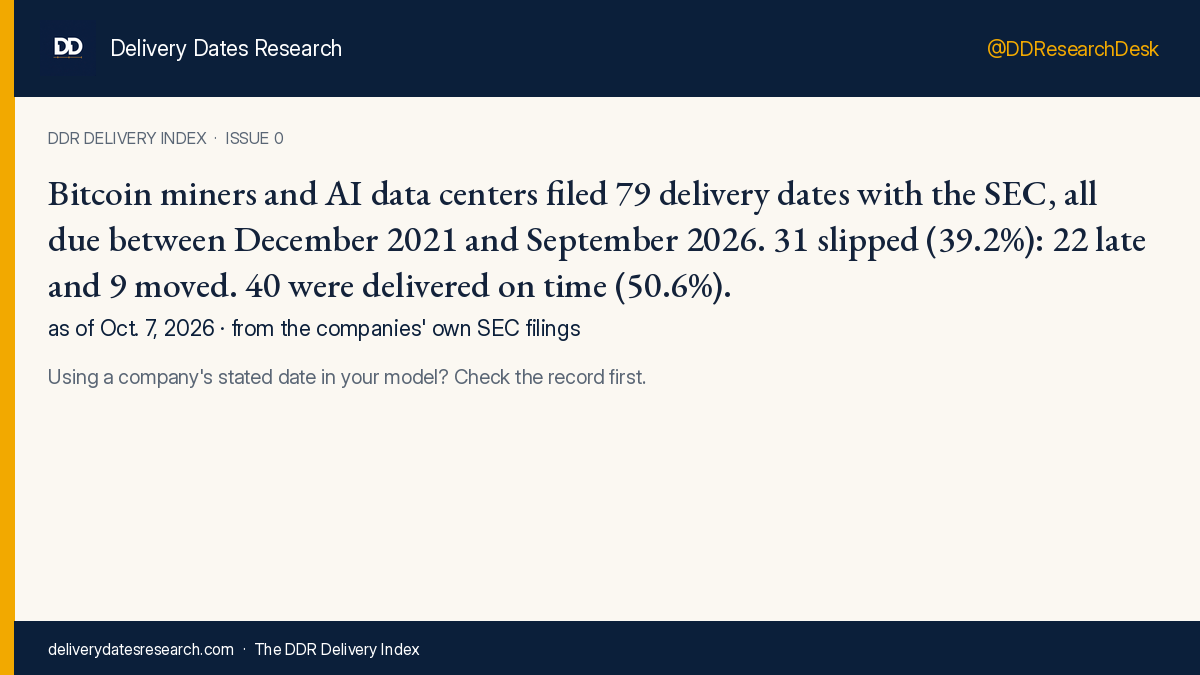 DD
Delivery Dates Research
@DDResearchDesk
DDR DELIVERY INDEX · ISSUE 0
Bitcoin miners and AI data centers filed 79 delivery dates with the SEC, all
due between December 2021 and September 2026. 31 slipped (39.2%): 22 late
and 9 moved. 40 were delivered on time (50.6%).
as of Oct. 7, 2026 · from the companies' own SEC filings
Using a company's stated date in your model? Check the record first.
deliverydatesresearch.com · The DDR Delivery Index